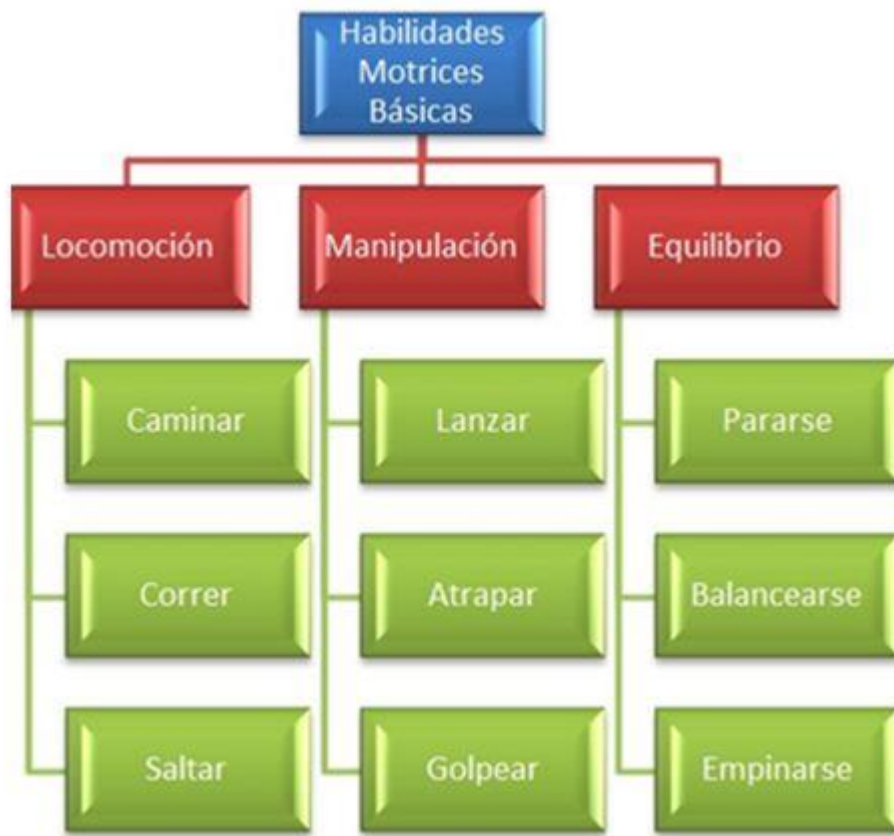 Habilidades
Motrices
Básicas
Locomoción
Manipulación
Equilibrio
Caminar
Lanzar
Pararse
Correr
Atrapar
Balancearse
Saltar
Golpear
Empinarse